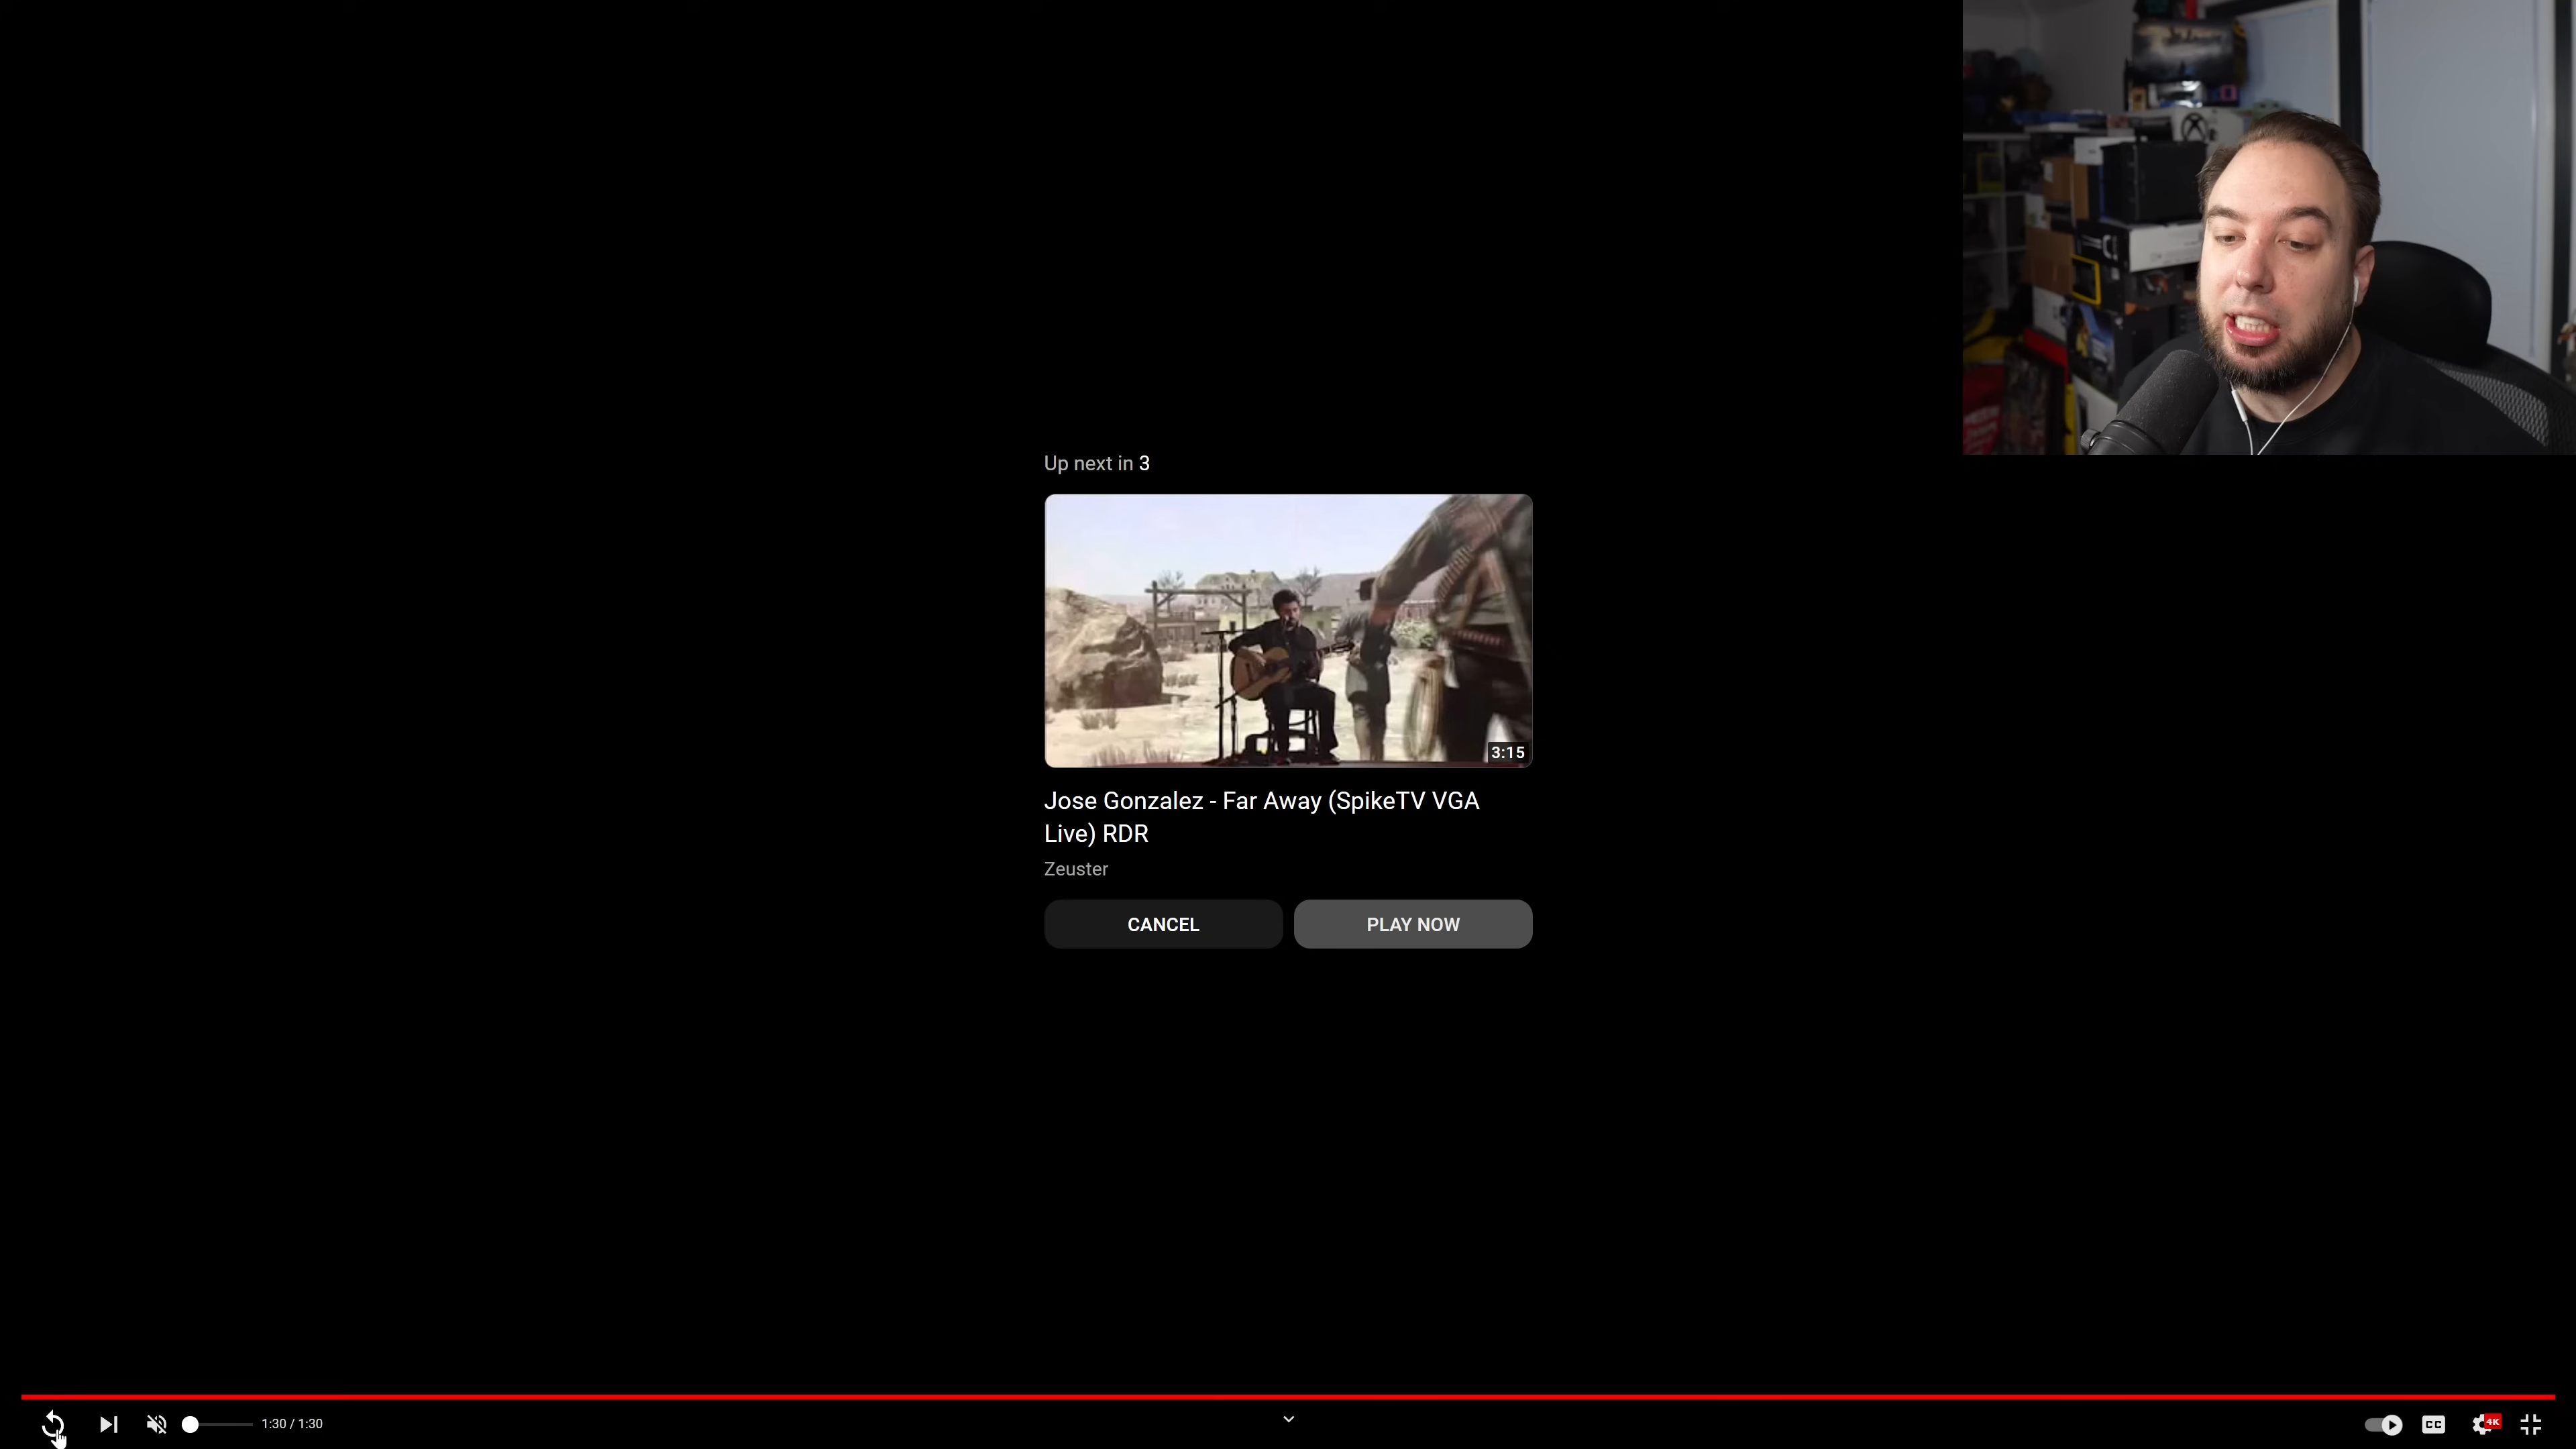 Up next in 3
3:15
Jose Gonzalez - Far Away (SpikeTV VGA
Live) RDR
Zeuster
CANCEL
PLAY NOW
1:30 / 1:30
CC
4K